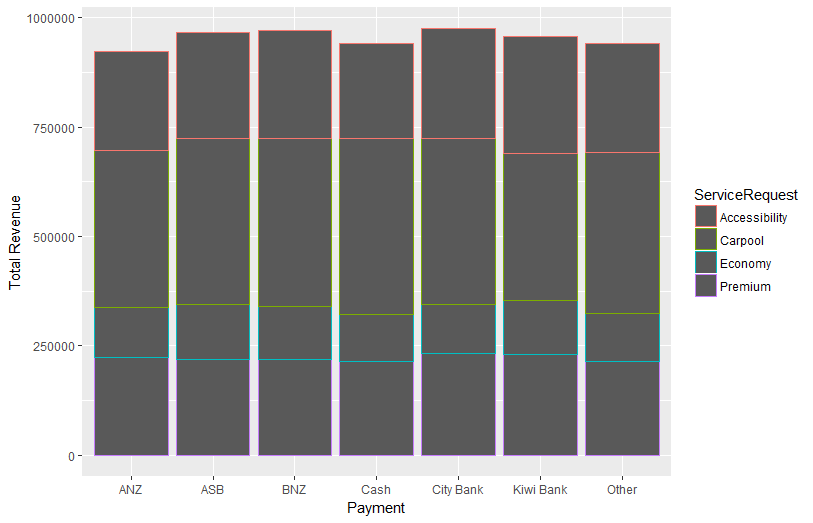 Total Revenue
1000000
750000
500000
250000
0
ANZ ASB BNZ Cash City Bank Kiwi Bank Other
Payment
ServiceRequest
Accessibility
Carpool
Economy
Premium